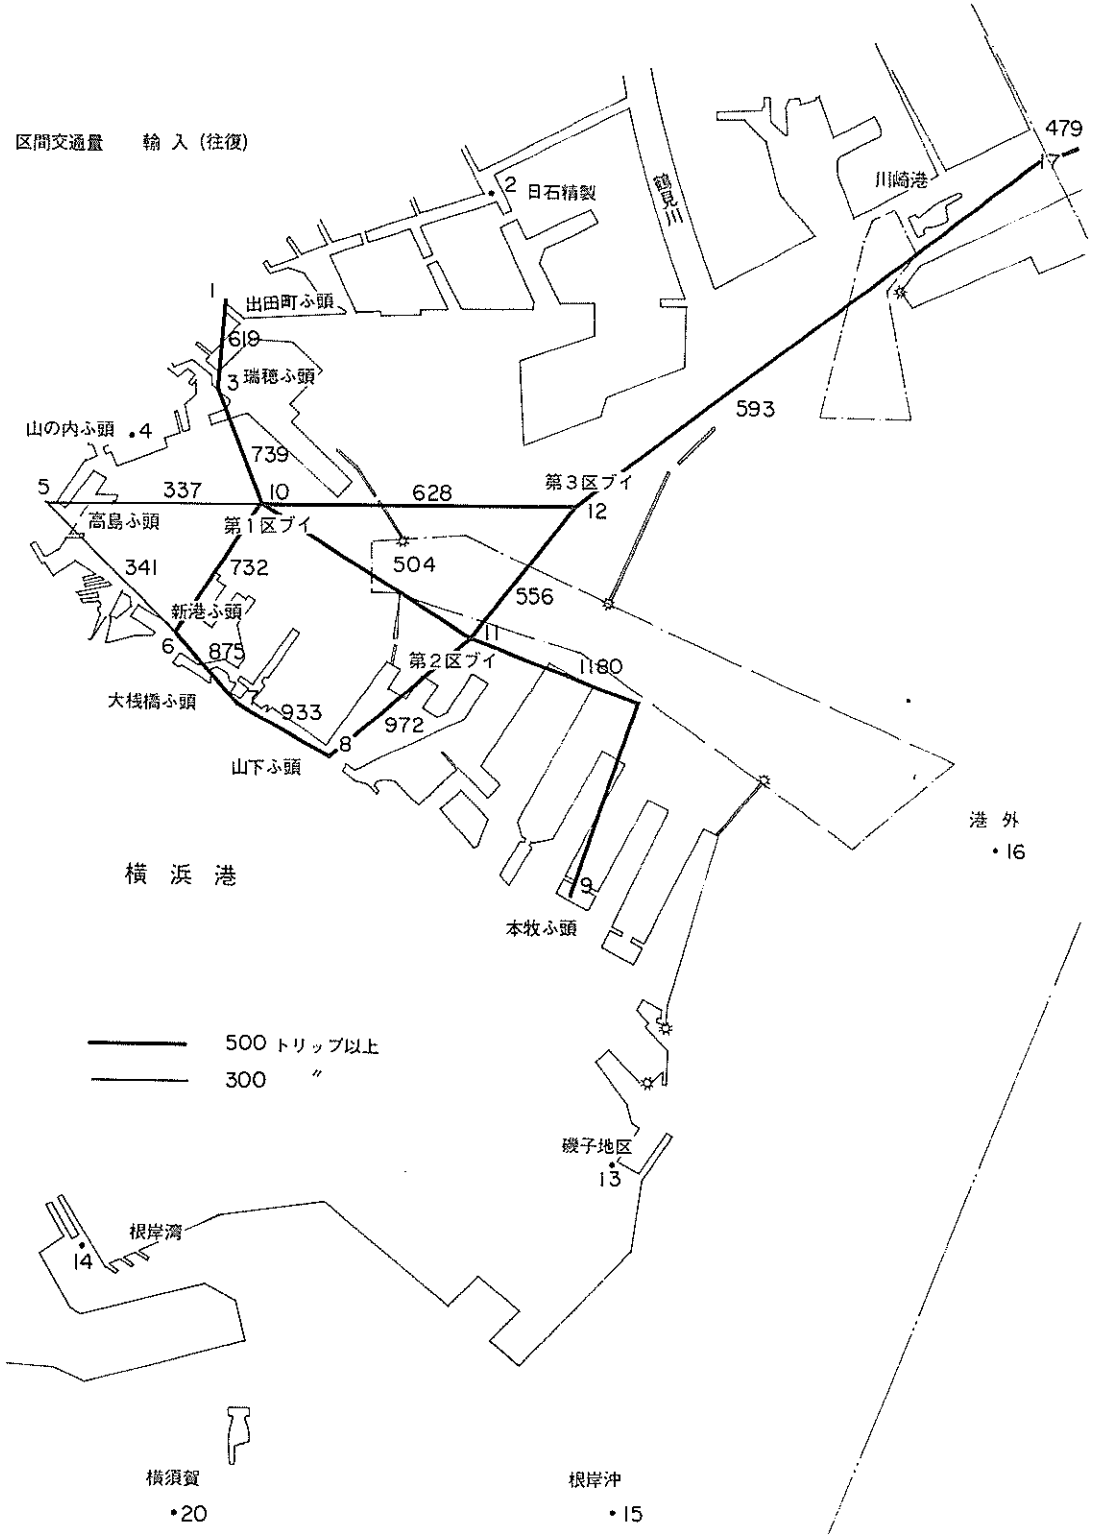 区間交通量 輸入(往復)
479
17
川崎港
鶴見川
2
日石精製
1
出田町ふ頭
619
3
瑞穂ふ頭
593
山の内ふ頭
4
739
5
337
10
628
第3区ブイ
12
高島ふ頭
第1区ブイ
504
341
732
556
新港ふ頭
11
6
875
第2区ブイ
1180
大桟橋ふ頭
933
972
8
山下ふ頭
港外
16
横浜港
9
本牧ふ頭
500 トリップ以上
300 〃
磯子地区
13
根岸湾
14
横須賀
20
根岸沖
15